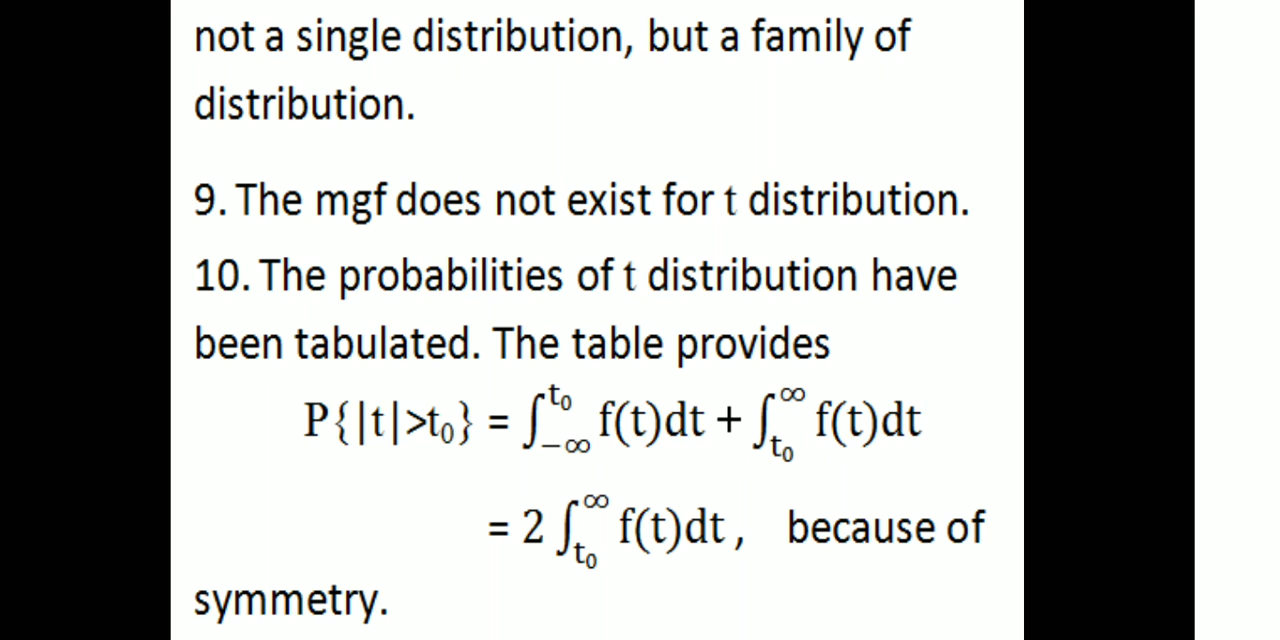 not a single distribution, but a family of
distribution.
9. The mgf does not exist for t distribution.
10. The probabilities of t distribution have
been tabulated. The table provides
P{|t|>t₀} = ∫_{−∞}^{t₀} f(t)dt + ∫_{t₀}^{∞} f(t)dt
= 2 ∫_{t₀}^{∞} f(t)dt , because of
symmetry.